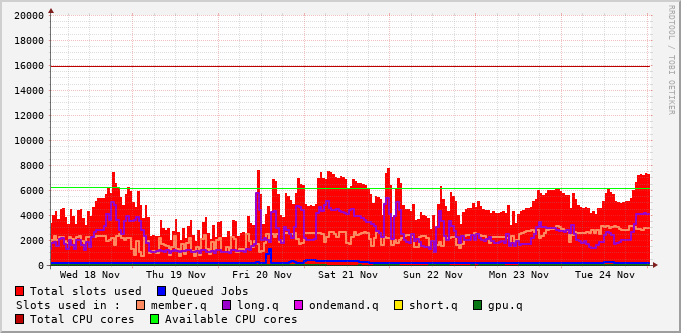 RRDTOOL / TOBI OETIKER
20000
18000
16000
14000
12000
10000
8000
6000
4000
2000
0
Wed 18 Nov Thu 19 Nov Fri 20 Nov Sat 21 Nov Sun 22 Nov Mon 23 Nov Tue 24 Nov
Total slots used Queued Jobs
Slots used in : member.q long.q ondemand.q short.q gpu.q
Total CPU cores Available CPU cores